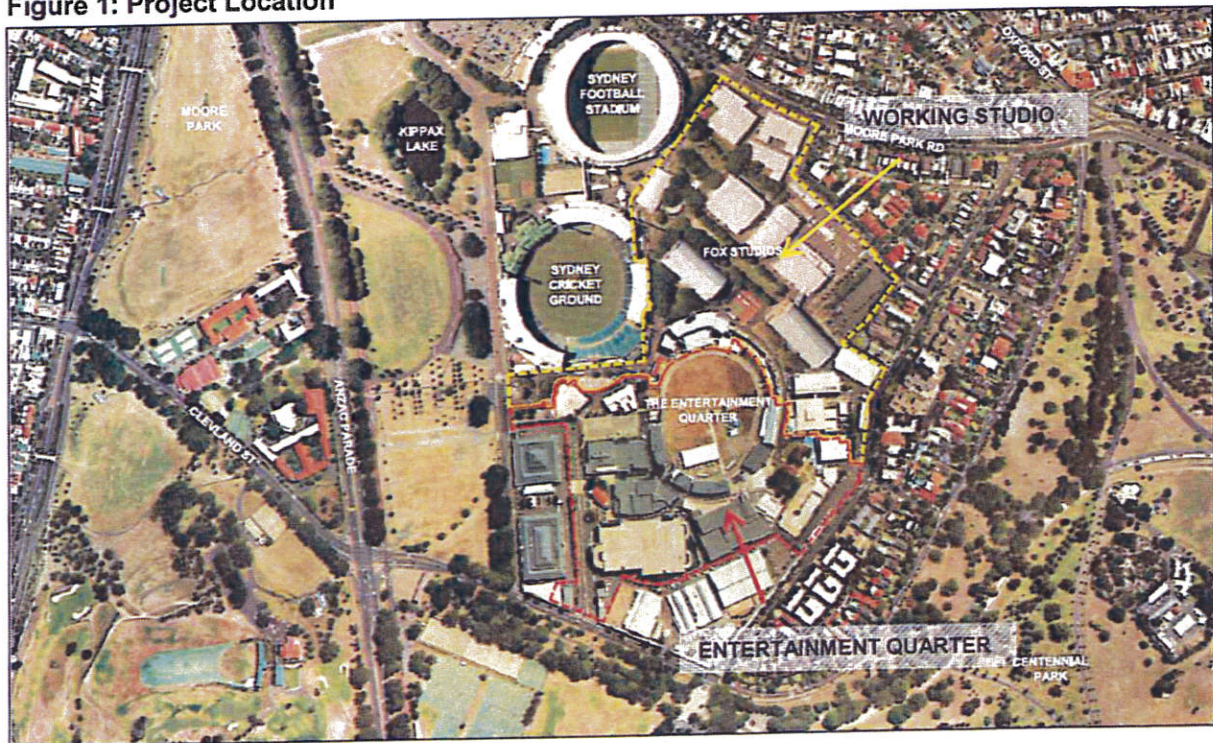 Figure 1: Project Location
OXFORD ST
MOORE
PARK
SYDNEY
FOOTBALL
STADIUM
WORKING STUDIO
KIPPAX
LAKE
MOORE PARK RD
FOX STUDIOS
SYDNEY
CRICKET
GROUND
THE ENTERTAINMENT
QUARTER
ANZAC PARADE
CLEVLAND ST
ENTERTAINMENT QUARTER
CENTENNIAL
PARK